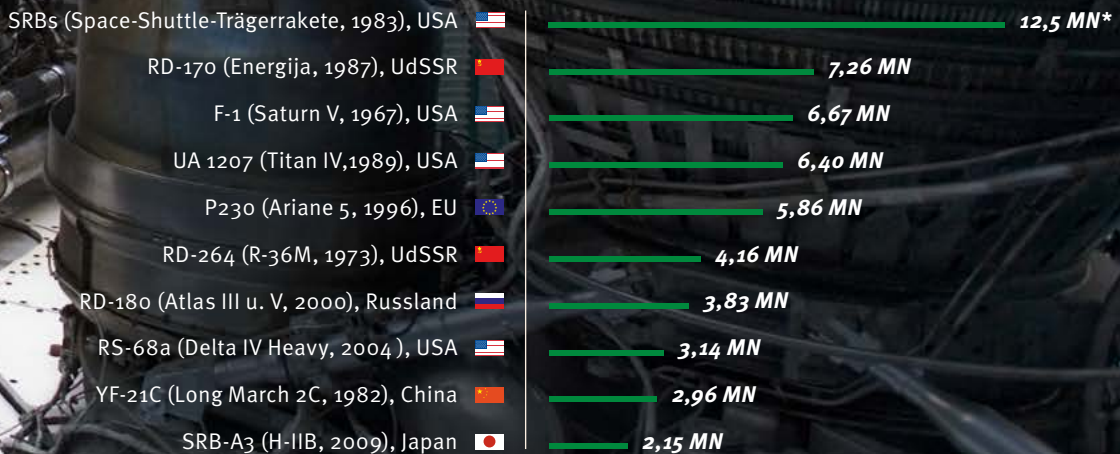 SRBs (Space-Shuttle-Trägerrakete, 1983), USA 12,5 MN*
RD-170 (Energija, 1987), UdSSR 7,26 MN
F-1 (Saturn V, 1967), USA 6,67 MN
UA 1207 (Titan IV,1989), USA 6,40 MN
P230 (Ariane 5, 1996), EU 5,86 MN
RD-264 (R-36M, 1973), UdSSR 4,16 MN
RD-180 (Atlas III u. V, 2000), Russland 3,83 MN
RS-68a (Delta IV Heavy, 2004), USA 3,14 MN
YF-21C (Long March 2C, 1982), China 2,96 MN
SRB-A3 (H-IIB, 2009), Japan 2,15 MN